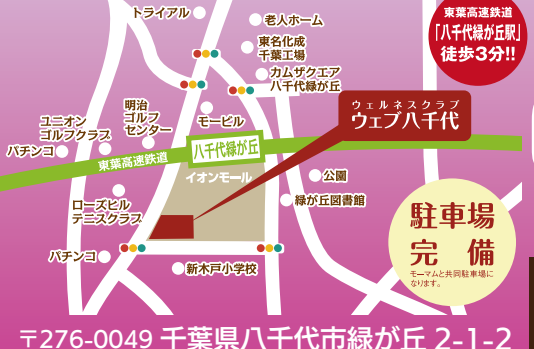 トライアル
老人ホーム
東葉高速鉄道
「八千代緑が丘駅」
徒歩3分!!
東名化成
千葉工場
カムザクエア
八千代緑が丘
ウェルネスクラブ
ウェブ八千代
明治
ゴルフ
センター
モービル
ユニオン
ゴルフクラブ
パチンコ
東葉高速鉄道
八千代緑が丘
イオンモール
公園
緑が丘図書館
ローズヒル
テニスクラブ
駐車場
完備
モーマムと共同駐車場に
なります。
パチンコ
新木戸小学校
〒276-0049 千葉県八千代市緑が丘 2-1-2